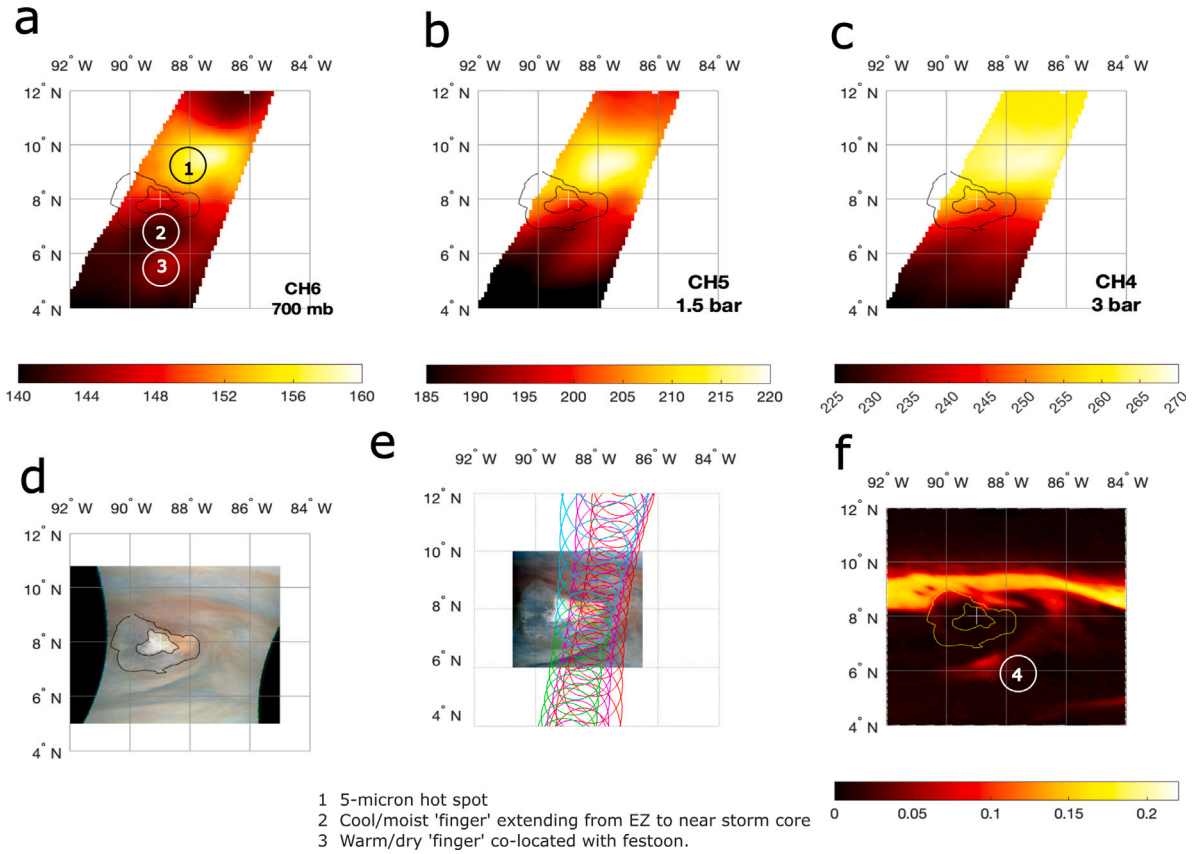 a
b
c
92° W 90° W 88° W 86° W 84° W
92° W 90° W 88° W 86° W 84° W
92° W 90° W 88° W 86° W 84° W
12° N
10° N
8° N
6° N
4° N
1
2
3
CH6
700 mb
12° N
10° N
8° N
6° N
4° N
CH5
1.5 bar
12° N
10° N
8° N
6° N
4° N
CH4
3 bar
140 144 148 152 156 160
185 190 195 200 205 210 215 220
225 230 235 240 245 250 255 260 265 270
d
e
f
92° W 90° W 88° W 86° W 84° W
92° W 90° W 88° W 86° W 84° W
92° W 90° W 88° W 86° W 84° W
12° N
10° N
8° N
6° N
4° N
12° N
10° N
8° N
6° N
4° N
12° N
10° N
8° N
6° N
4° N
4
0 0.05 0.1 0.15 0.2
1 5-micron hot spot
2 Cool/moist 'finger' extending from EZ to near storm core
3 Warm/dry 'finger' co-located with festoon.